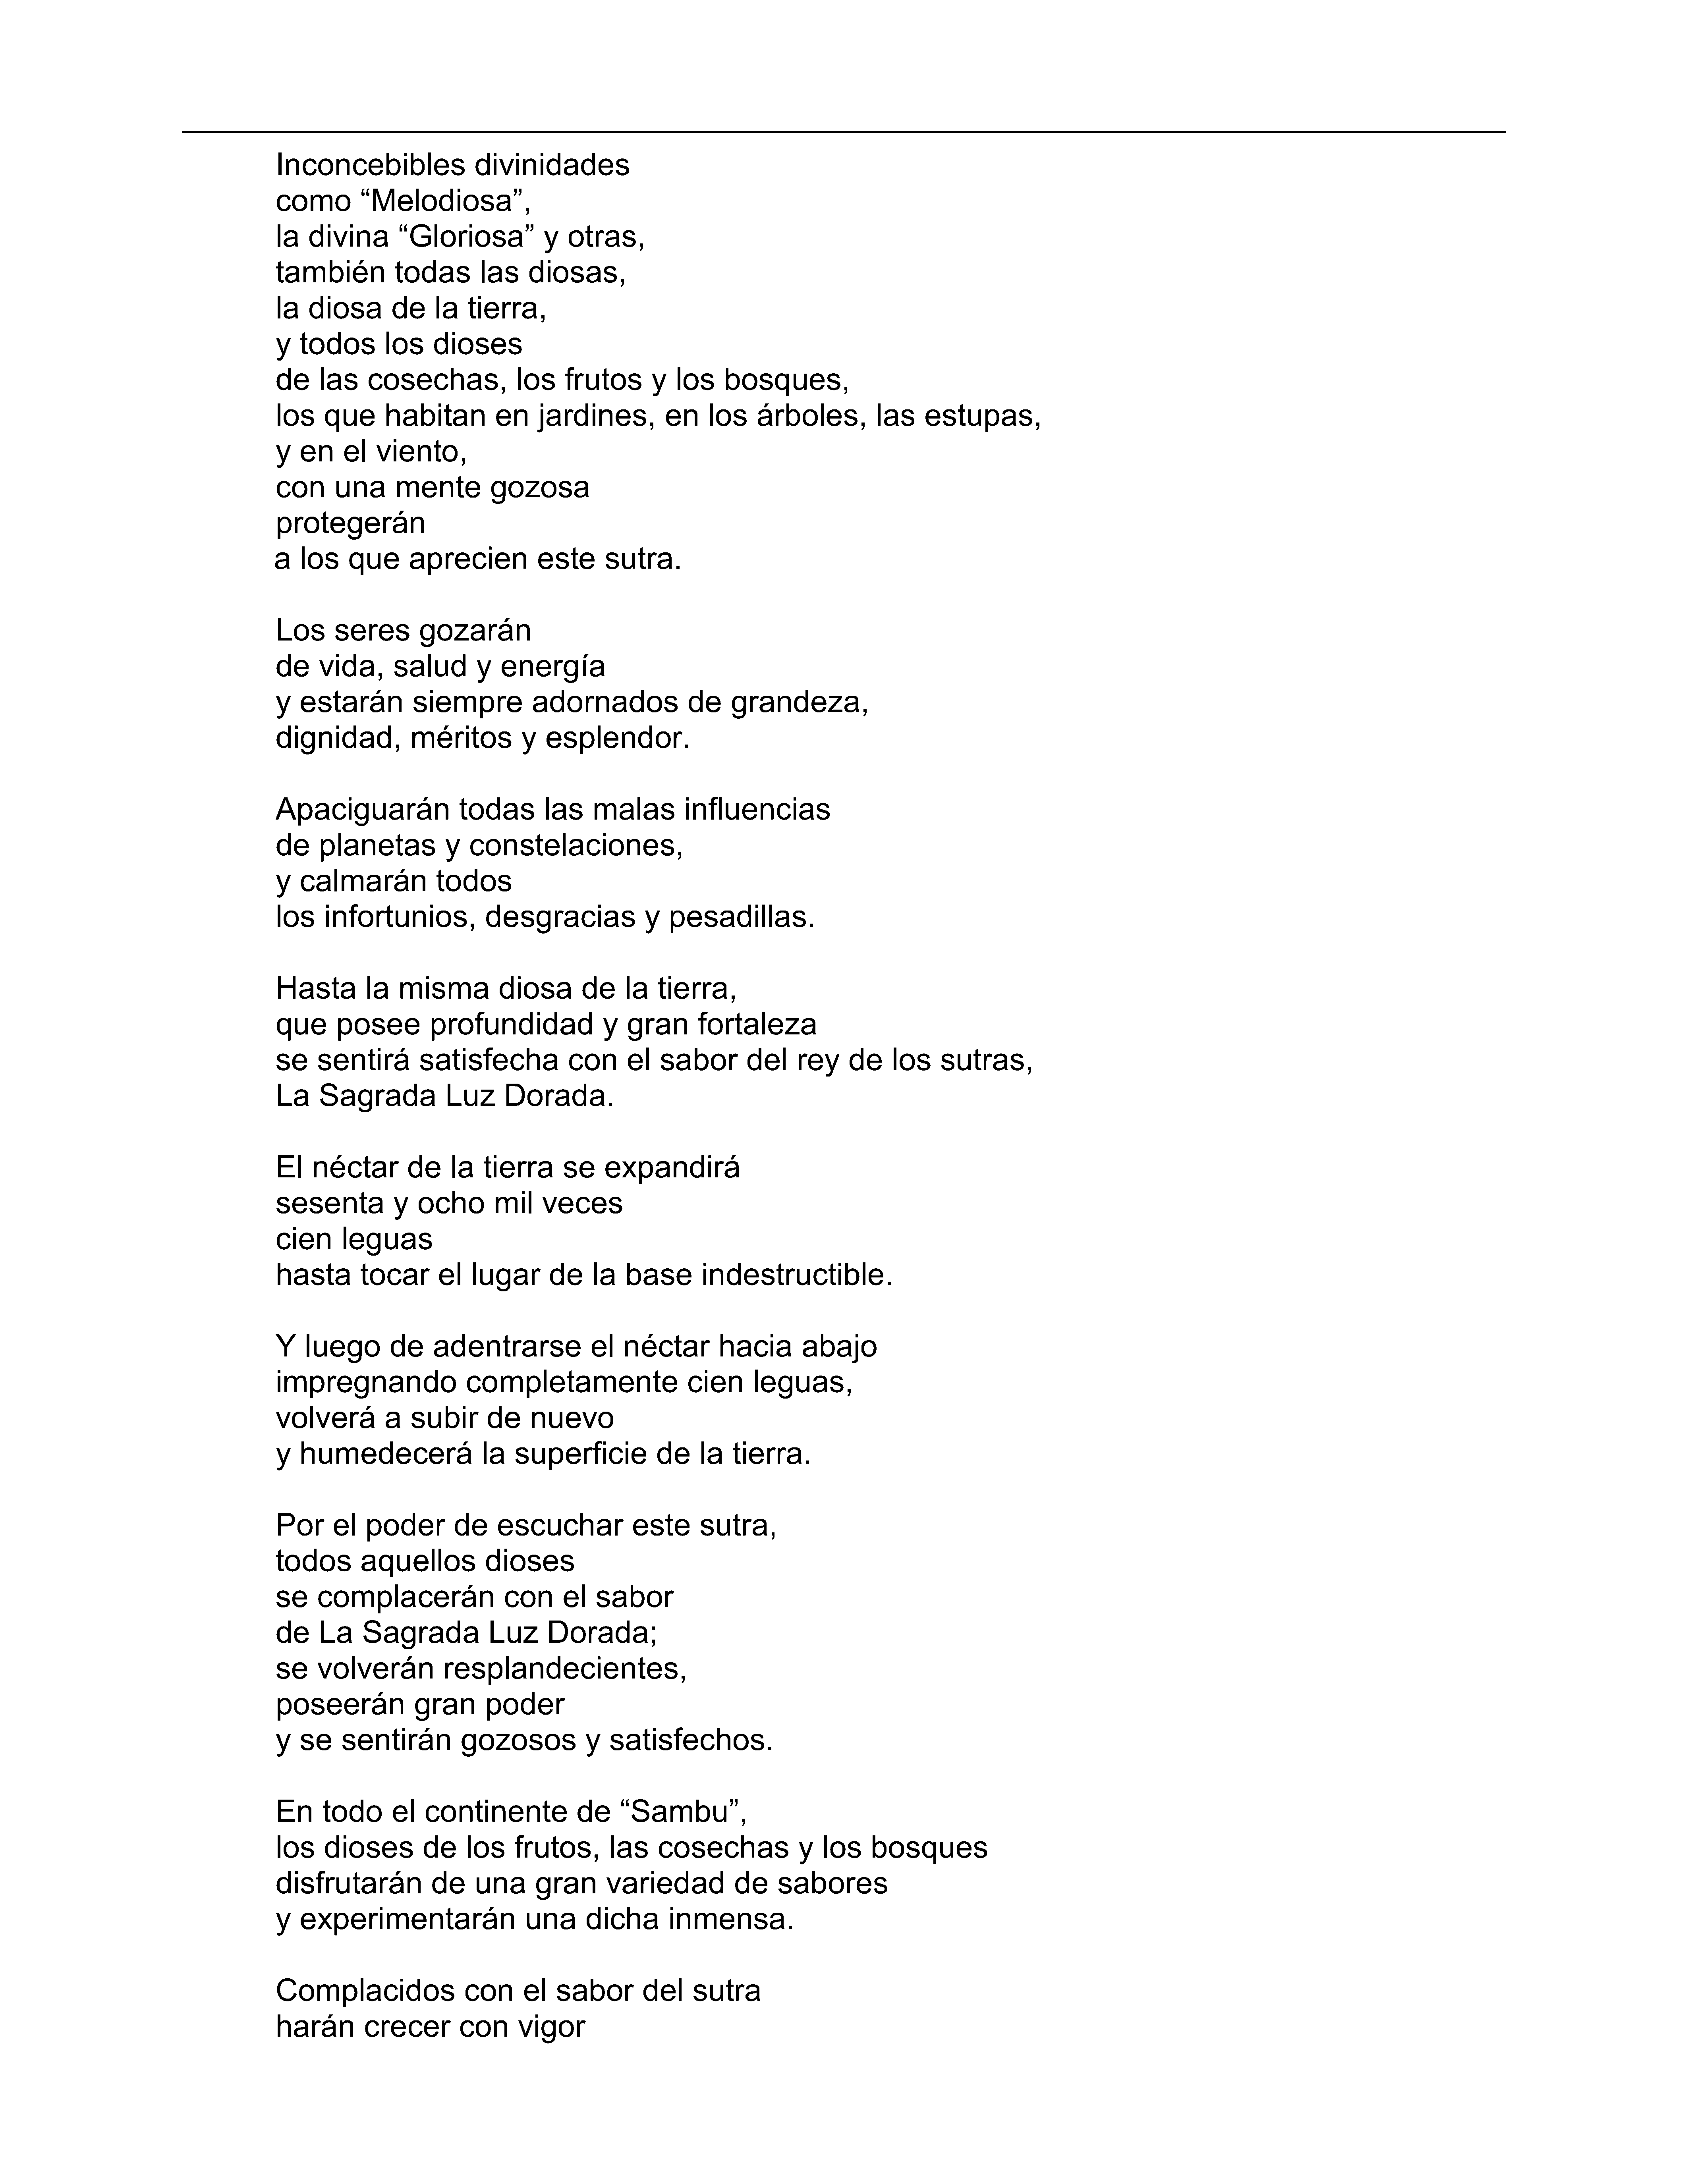 Inconcebibles divinidades
como “Melodiosa”,
la divina “Gloriosa” y otras,
también todas las diosas,
la diosa de la tierra,
y todos los dioses
de las cosechas, los frutos y los bosques,
los que habitan en jardines, en los árboles, las estupas,
y en el viento,
con una mente gozosa
protegerán
a los que aprecien este sutra.

Los seres gozarán
de vida, salud y energía
y estarán siempre adornados de grandeza,
dignidad, méritos y esplendor.

Apaciguarán todas las malas influencias
de planetas y constelaciones,
y calmarán todos
los infortunios, desgracias y pesadillas.

Hasta la misma diosa de la tierra,
que posee profundidad y gran fortaleza
se sentirá satisfecha con el sabor del rey de los sutras,
La Sagrada Luz Dorada.

El néctar de la tierra se expandirá
sesenta y ocho mil veces
cien leguas
hasta tocar el lugar de la base indestructible.

Y luego de adentrarse el néctar hacia abajo
impregnando completamente cien leguas,
volverá a subir de nuevo
y humedecerá la superficie de la tierra.

Por el poder de escuchar este sutra,
todos aquellos dioses
se complacerán con el sabor
de La Sagrada Luz Dorada;
se volverán resplandecientes,
poseerán gran poder
y se sentirán gozosos y satisfechos.

En todo el continente de “Sambu”,
los dioses de los frutos, las cosechas y los bosques
disfrutarán de una gran variedad de sabores
y experimentarán una dicha inmensa.

Complacidos con el sabor del sutra
harán crecer con vigor